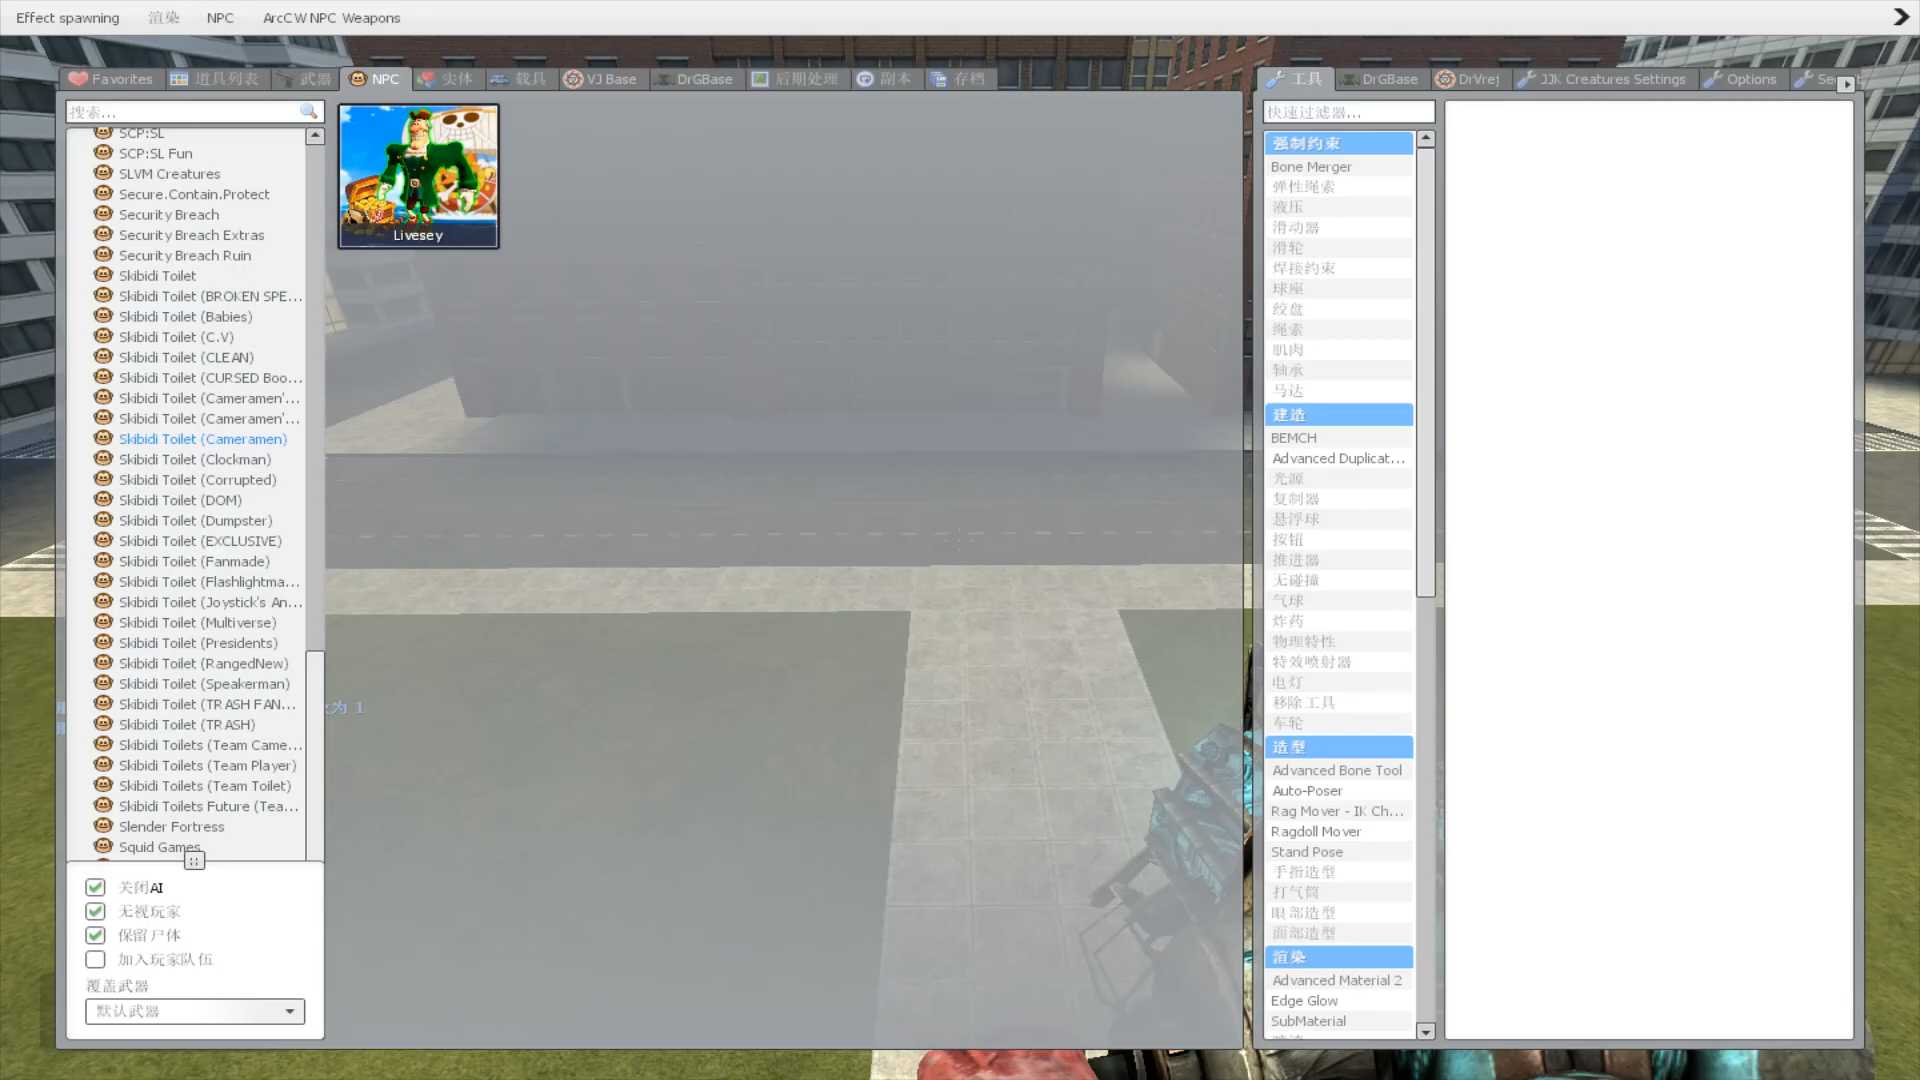 Effect spawning 渲染 NPC ArcCW NPC Weapons
Favorites 道具列表 武器 NPC 实体 载具 VJ Base DrGBase 后期处理 副本 存档
工具 DrGBase DrVrej JJK Creatures Settings Options
搜索...
SCP:SL
SCP:SL Fun
SLVM Creatures
Secure.Contain.Protect
Security Breach
Security Breach Extras
Security Breach Ruin
Skibidi Toilet
Skibidi Toilet (BROKEN SPE...
Skibidi Toilet (Babies)
Skibidi Toilet (C.V)
Skibidi Toilet (CLEAN)
Skibidi Toilet (CURSED Boo...
Skibidi Toilet (Cameramen'...
Skibidi Toilet (Cameramen'...
Skibidi Toilet (Cameramen)
Skibidi Toilet (Clockman)
Skibidi Toilet (Corrupted)
Skibidi Toilet (DOM)
Skibidi Toilet (Dumpster)
Skibidi Toilet (EXCLUSIVE)
Skibidi Toilet (Fanmade)
Skibidi Toilet (Flashlightma...
Skibidi Toilet (Joystick's An...
Skibidi Toilet (Multiverse)
Skibidi Toilet (Presidents)
Skibidi Toilet (RangedNew)
Skibidi Toilet (Speakerman)
Skibidi Toilet (TRASH FAN...
Skibidi Toilet (TRASH)
Skibidi Toilets (Team Came...
Skibidi Toilets (Team Player)
Skibidi Toilets (Team Toilet)
Skibidi Toilets Future (Tea...
Slender Fortress
Squid Games
关闭AI
无视玩家
保留尸体
加入玩家队伍
覆盖武器
默认武器
Livesey
为 1
快速过滤器...
强制约束
Bone Merger
弹性绳索
液压
滑动器
滑轮
焊接约束
球座
绞盘
绳索
肌肉
轴承
马达
建造
BEMCH
Advanced Duplicat...
光源
复制器
悬浮球
按钮
推进器
无碰撞
气球
炸药
物理特性
特效喷射器
电灯
移除工具
车轮
造型
Advanced Bone Tool
Auto-Poser
Rag Mover - IK Ch...
Ragdoll Mover
Stand Pose
手指造型
打气筒
眼部造型
面部造型
渲染
Advanced Material 2
Edge Glow
SubMaterial